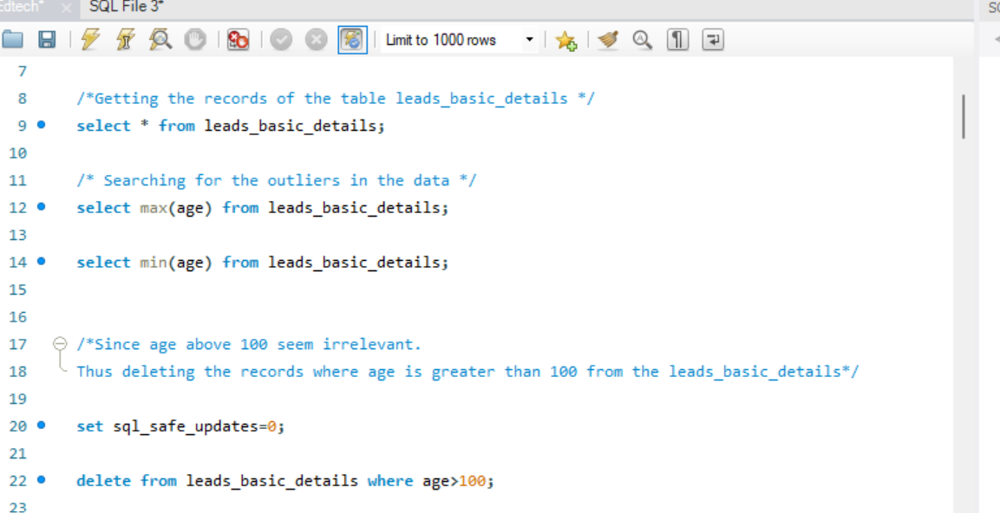 Edtech*
SQL File 3*
Limit to 1000 rows
7
8 /*Getting the records of the table leads_basic_details */
9 select * from leads_basic_details;
10
11 /* Searching for the outliers in the data */
12 select max(age) from leads_basic_details;
13
14 select min(age) from leads_basic_details;
15
16
17 /*Since age above 100 seem irrelevant.
18 Thus deleting the records where age is greater than 100 from the leads_basic_details*/
19
20 set sql_safe_updates=0;
21
22 delete from leads_basic_details where age>100;
23